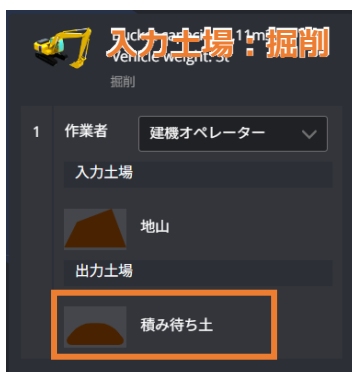 入力土場：掘削
Vehicle weight: 3t
掘削
1 作業者 建機オペレーター
入力土場
地山
出力土場
積み待ち土